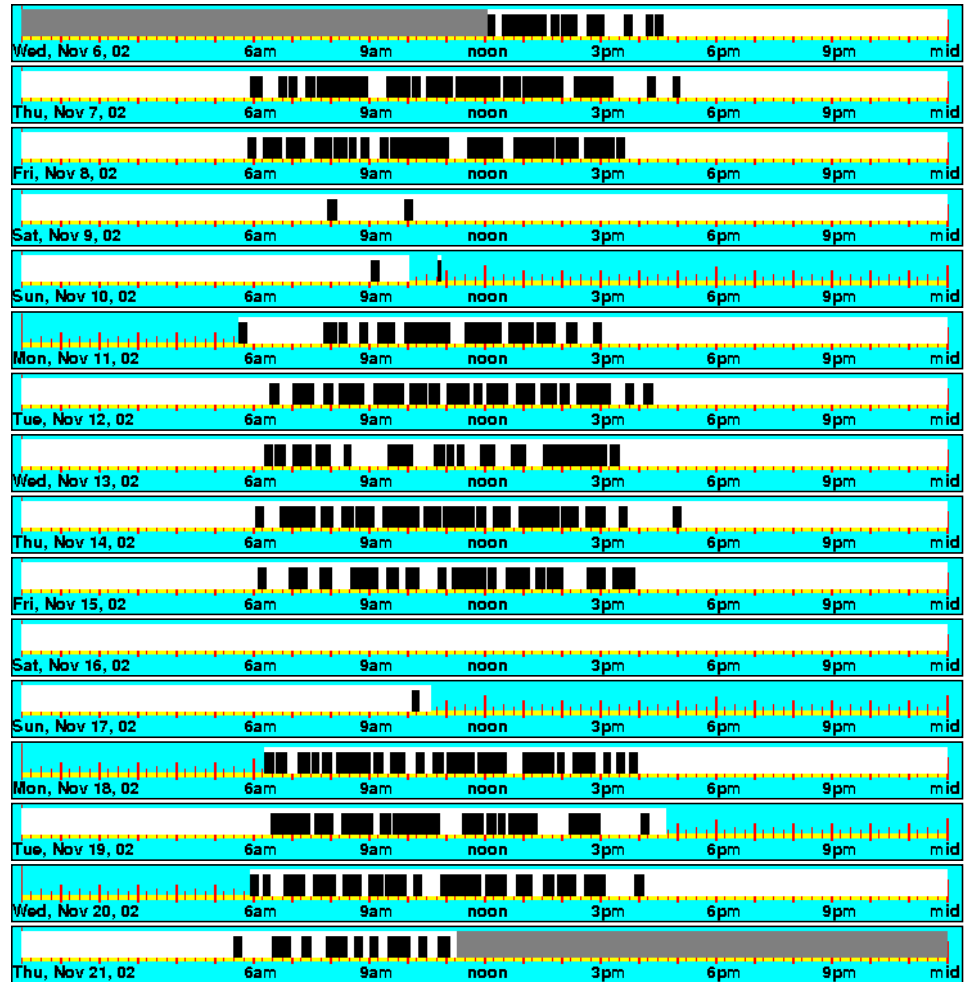 Wed, Nov 6, 02 6am 9am noon 3pm 6pm 9pm mid
Thu, Nov 7, 02 6am 9am noon 3pm 6pm 9pm mid
Fri, Nov 8, 02 6am 9am noon 3pm 6pm 9pm mid
Sat, Nov 9, 02 6am 9am noon 3pm 6pm 9pm mid
Sun, Nov 10, 02 6am 9am noon 3pm 6pm 9pm mid
Mon, Nov 11, 02 6am 9am noon 3pm 6pm 9pm mid
Tue, Nov 12, 02 6am 9am noon 3pm 6pm 9pm mid
Wed, Nov 13, 02 6am 9am noon 3pm 6pm 9pm mid
Thu, Nov 14, 02 6am 9am noon 3pm 6pm 9pm mid
Fri, Nov 15, 02 6am 9am noon 3pm 6pm 9pm mid
Sat, Nov 16, 02 6am 9am noon 3pm 6pm 9pm mid
Sun, Nov 17, 02 6am 9am noon 3pm 6pm 9pm mid
Mon, Nov 18, 02 6am 9am noon 3pm 6pm 9pm mid
Tue, Nov 19, 02 6am 9am noon 3pm 6pm 9pm mid
Wed, Nov 20, 02 6am 9am noon 3pm 6pm 9pm mid
Thu, Nov 21, 02 6am 9am noon 3pm 6pm 9pm mid